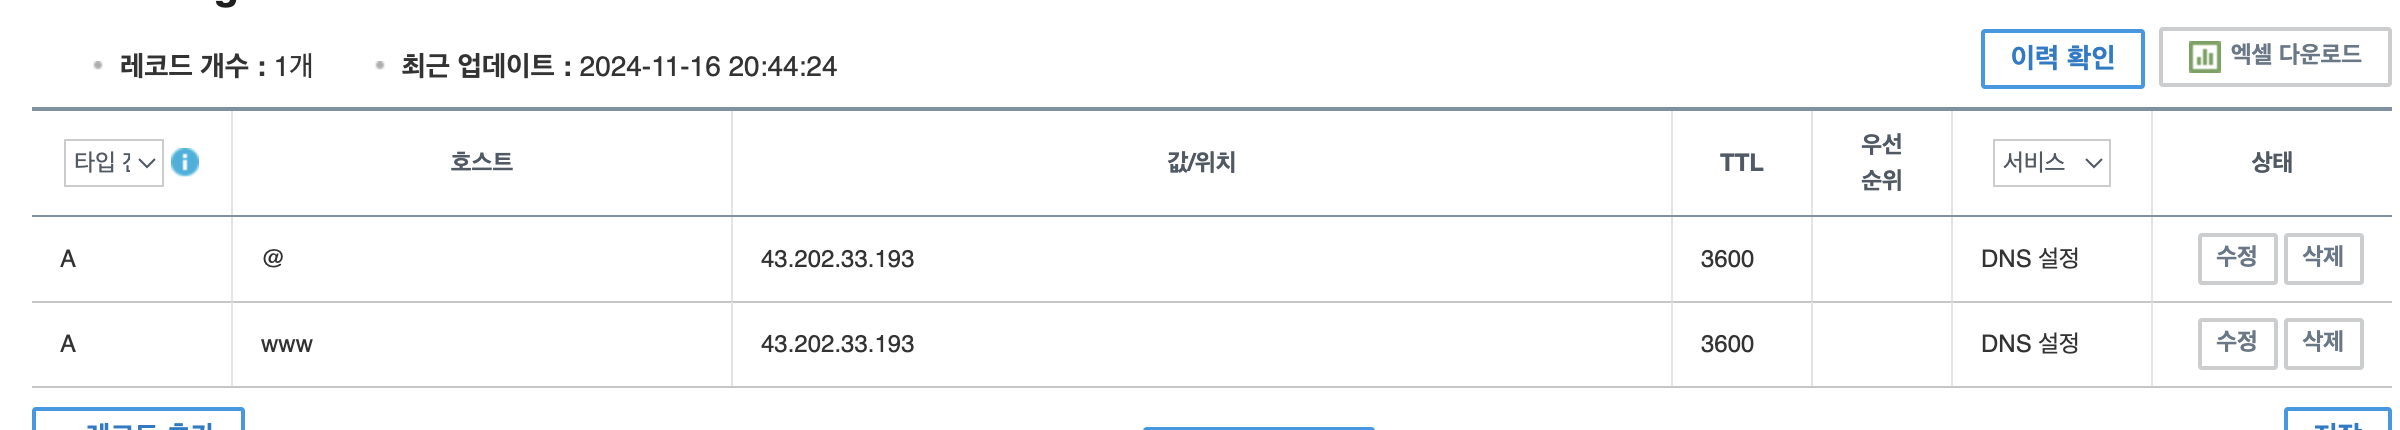 레코드 개수 : 1개 최근 업데이트 : 2024-11-16 20:44:24 이력 확인 엑셀 다운로드
타입 호스트 값/위치 TTL 우선 순위 서비스 상태
A @ 43.202.33.193 3600 DNS 설정 수정 삭제
A www 43.202.33.193 3600 DNS 설정 수정 삭제